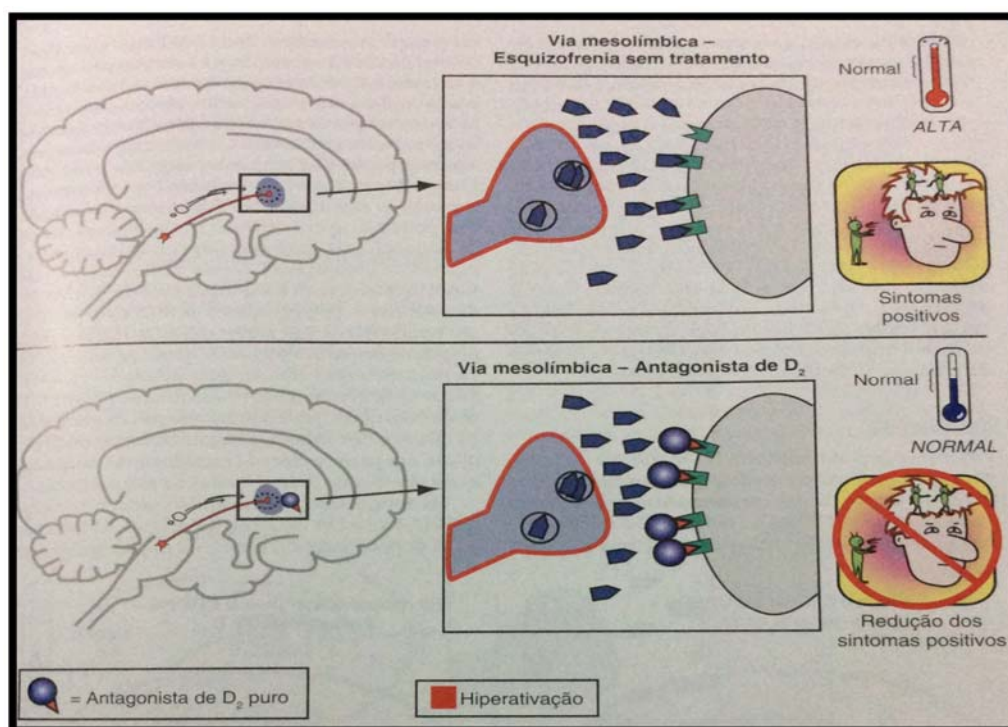 Via mesolímbica –
Esquizofrenia sem tratamento
Normal
ALTA
Sintomas
positivos
Via mesolímbica – Antagonista de D₂
Normal
NORMAL
Redução dos
sintomas positivos
= Antagonista de D₂ puro
Hiperativação